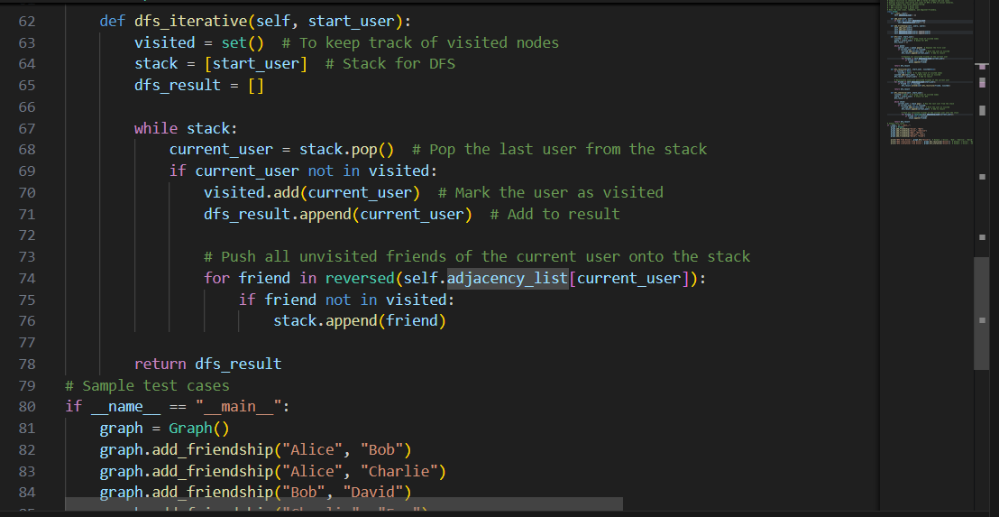 62 def dfs_iterative(self, start_user):
63 visited = set()  # To keep track of visited nodes
64 stack = [start_user]  # Stack for DFS
65 dfs_result = []
66
67 while stack:
68 current_user = stack.pop()  # Pop the last user from the stack
69 if current_user not in visited:
70 visited.add(current_user)  # Mark the user as visited
71 dfs_result.append(current_user)  # Add to result
72
73 # Push all unvisited friends of the current user onto the stack
74 for friend in reversed(self.adjacency_list[current_user]):
75 if friend not in visited:
76 stack.append(friend)
77
78 return dfs_result
79 # Sample test cases
80 if __name__ == "__main__":
81 graph = Graph()
82 graph.add_friendship("Alice", "Bob")
83 graph.add_friendship("Alice", "Charlie")
84 graph.add_friendship("Bob", "David")